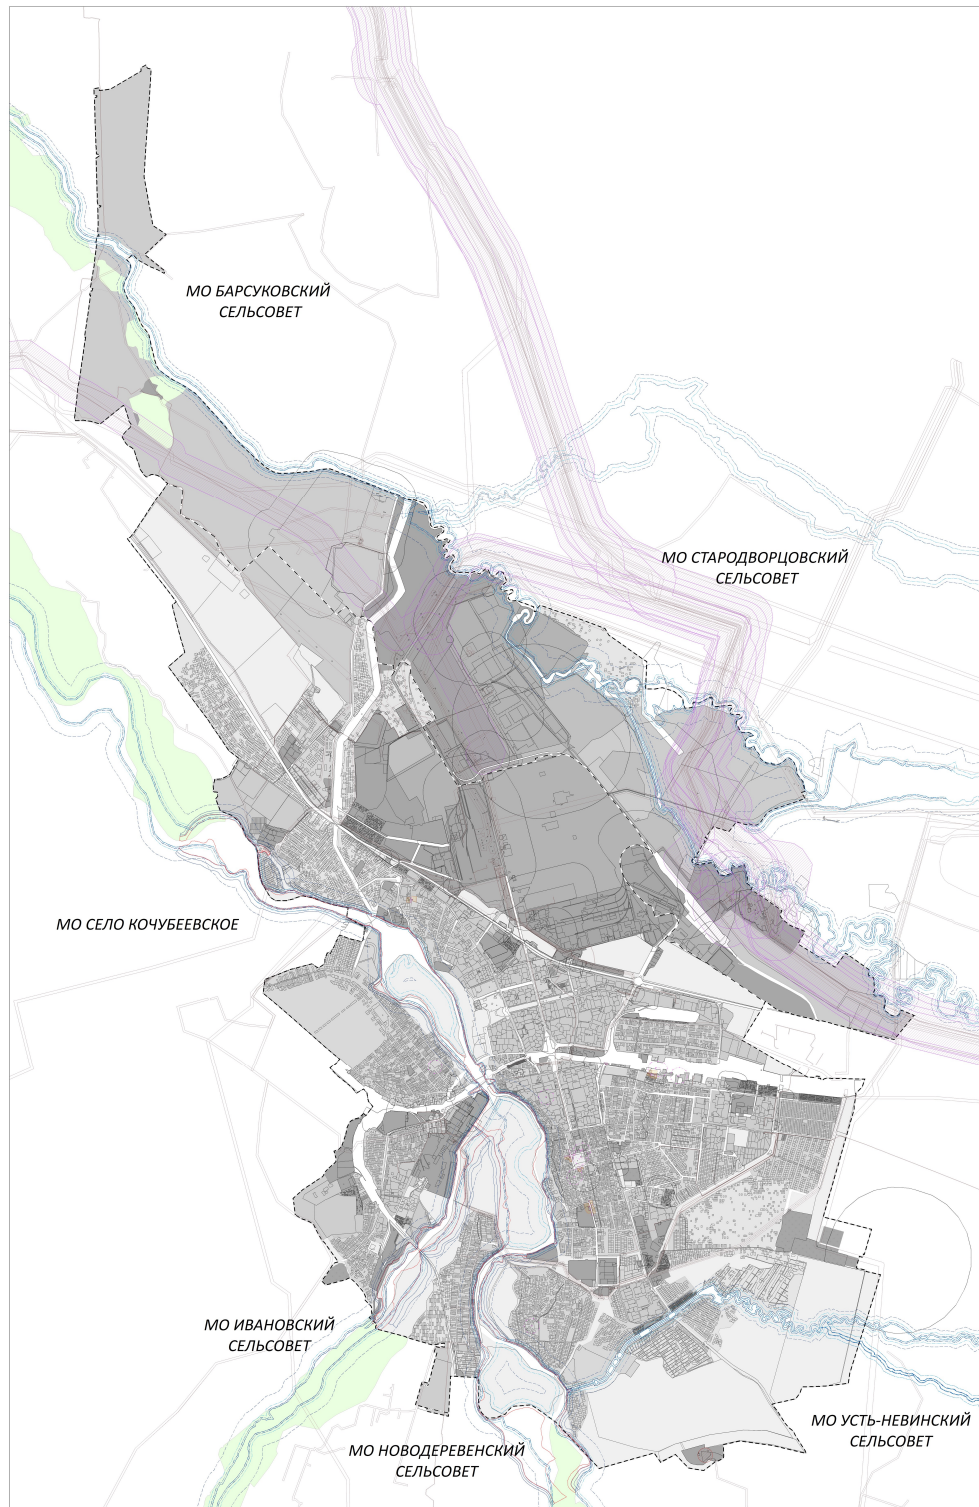 МО БАРСУКОВСКИЙ
СЕЛЬСОВЕТ
МО СТАРОДВОРЦОВСКИЙ
СЕЛЬСОВЕТ
МО СЕЛО КОЧУБЕЕВСКОЕ
МО ИВАНОВСКИЙ
СЕЛЬСОВЕТ
МО УСТЬ-НЕВИНСКИЙ
СЕЛЬСОВЕТ
МО НОВОДЕРЕВЕНСКИЙ
СЕЛЬСОВЕТ